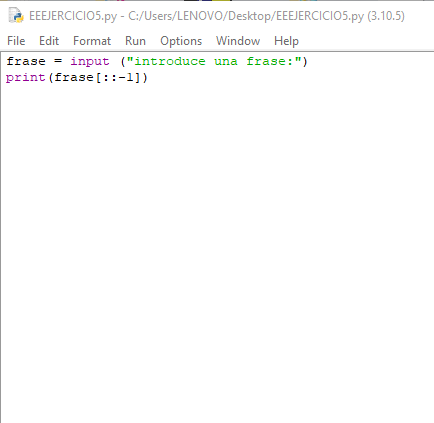 EEEJERCICIO5.py - C:/Users/LENOVO/Desktop/EEEJERCICIO5.py (3.10.5)
File Edit Format Run Options Window Help
frase = input ("introduce una frase:")
print(frase[::-1])